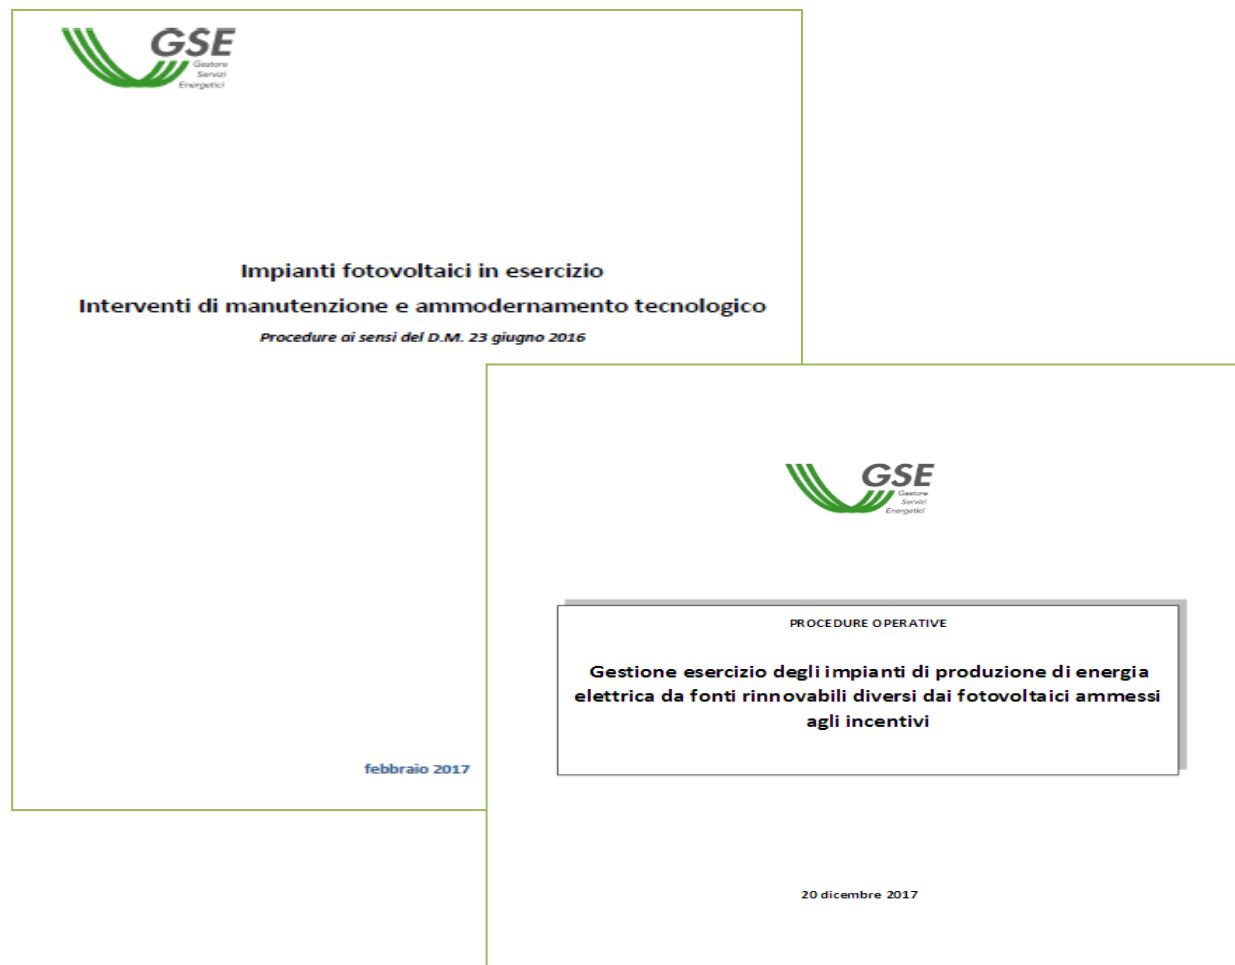 GSE
Gestore
Servizi
Energetici
Impianti fotovoltaici in esercizio
Interventi di manutenzione e ammodernamento tecnologico
Procedure ai sensi del D.M. 23 giugno 2016
febbraio 2017
GSE
Gestore
Servizi
Energetici
PROCEDURE OPERATIVE
Gestione esercizio degli impianti di produzione di energia
elettrica da fonti rinnovabili diversi dai fotovoltaici ammessi
agli incentivi
20 dicembre 2017